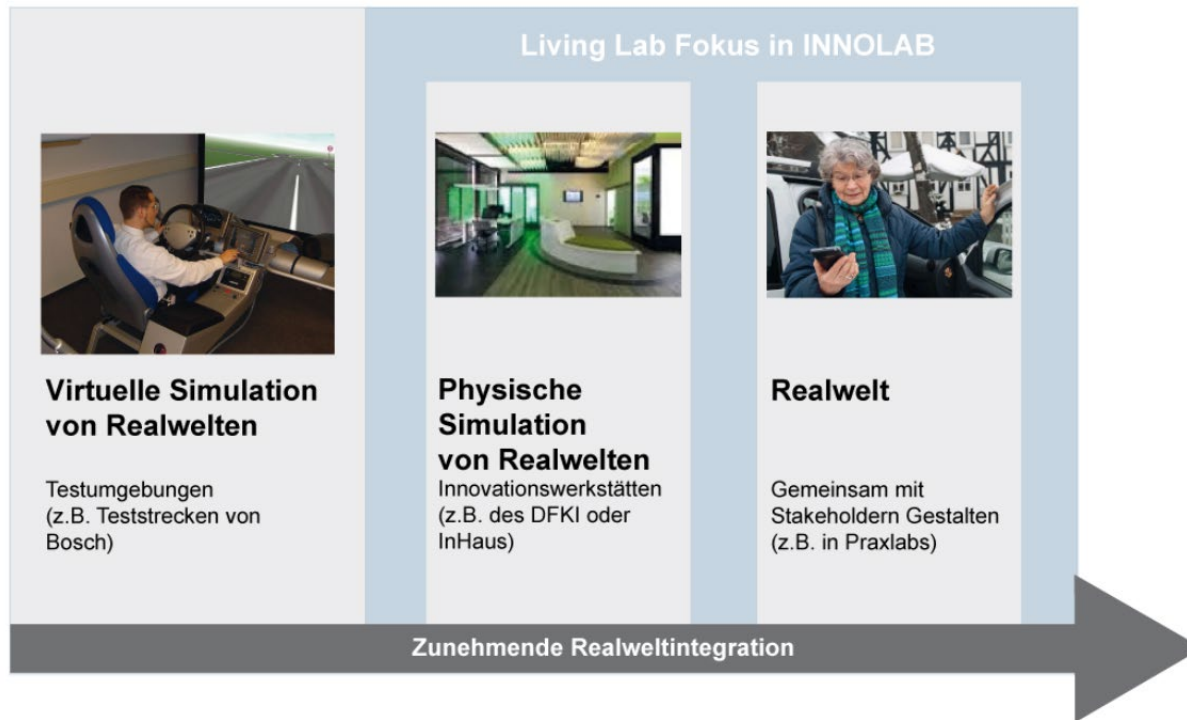 Living Lab Fokus in INNOLAB
Virtuelle Simulation
von Realwelten
Testumgebungen
(z.B. Teststrecken von
Bosch)
Physische
Simulation
von Realwelten
Innovationswerkstätten
(z.B. des DFKI oder
InHaus)
Realwelt
Gemeinsam mit
Stakeholdern Gestalten
(z.B. in Praxlabs)
Zunehmende Realweltintegration